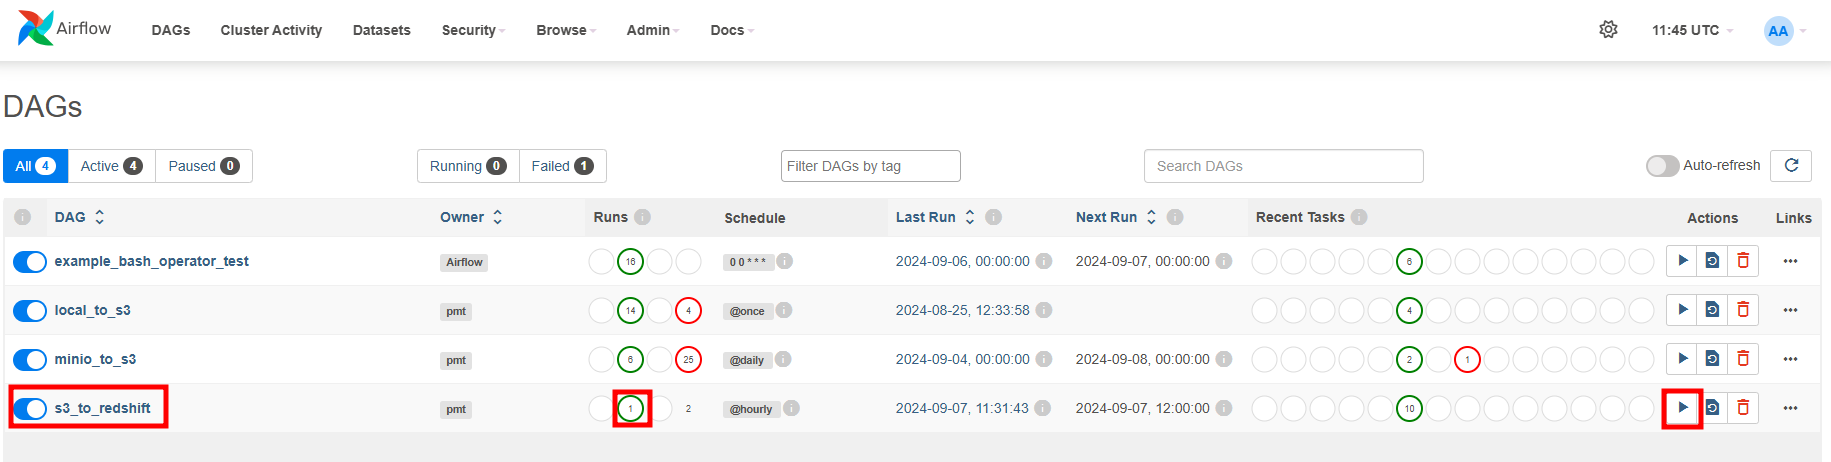 Airflow DAGs Cluster Activity Datasets Security Browse Admin Docs 11:45 UTC AA
DAGs
All 4 Active 4 Paused 0 Running 0 Failed 1 Filter DAGs by tag Search DAGs Auto-refresh
i DAG Owner Runs i Schedule Last Run i Next Run i Recent Tasks i Actions Links
example_bash_operator_test Airflow 16 0 0 * * * i 2024-09-06, 00:00:00 i 2024-09-07, 00:00:00 i 6
local_to_s3 pmt 14 4 @once i 2024-08-25, 12:33:58 i 4
minio_to_s3 pmt 6 25 @daily i 2024-09-04, 00:00:00 i 2024-09-08, 00:00:00 i 2 1
s3_to_redshift pmt 1 2 @hourly i 2024-09-07, 11:31:43 i 2024-09-07, 12:00:00 i 10